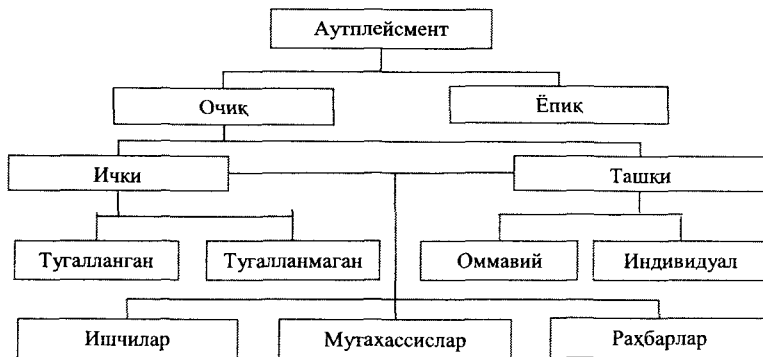 Аутплейсмент
Очиқ Ёпиқ
Ички Ташқи
Тугалланган Тугалланмаган Оммавий Индивидуал
Ишчилар Мутахассислар Раҳбарлар